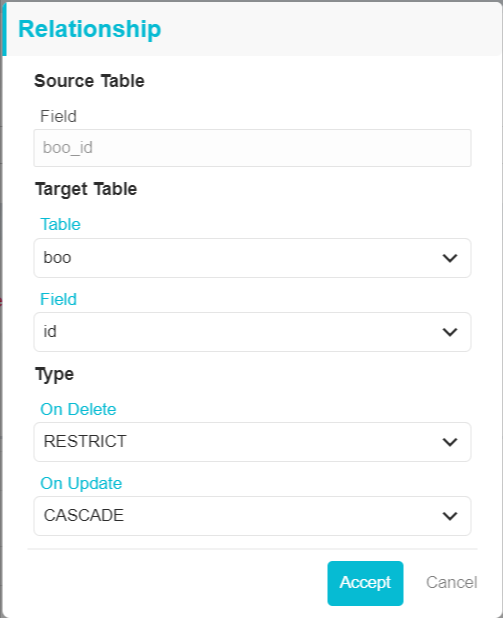 Relationship
Source Table
Field
boo_id
Target Table
Table
boo
Field
id
Type
On Delete
RESTRICT
On Update
CASCADE
Accept Cancel